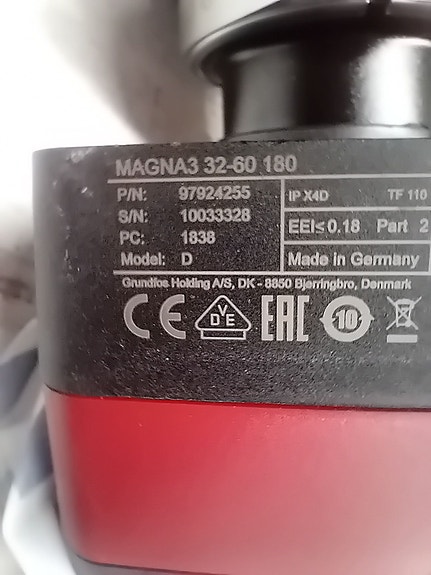 MAGNA3 32-60 180
P/N: 97924255
S/N: 10033328
PC: 1838
Model: D
IP X4D TF 110
EEI≤0.18 Part 2
Made in Germany
Grundfos Holding A/S, DK - 8850 Bjerringbro, Denmark
CE DVE EAC 10